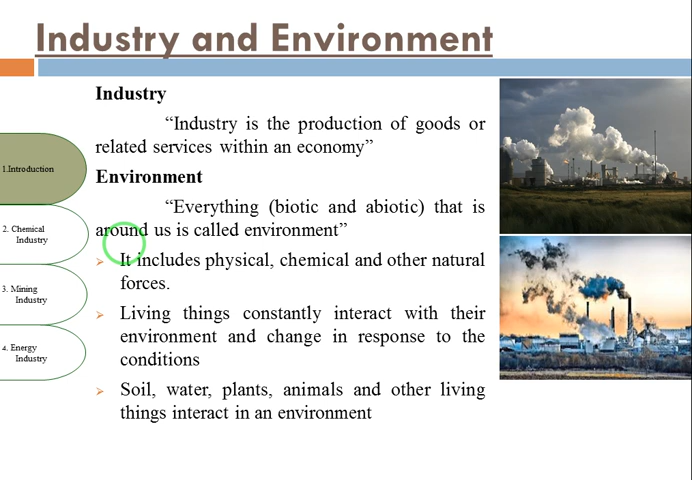 Industry and Environment
Industry
“Industry is the production of goods or
related services within an economy”
Environment
“Everything (biotic and abiotic) that is
around us is called environment”
➢ It includes physical, chemical and other natural
forces.
➢ Living things constantly interact with their
environment and change in response to the
conditions
➢ Soil, water, plants, animals and other living
things interact in an environment
1.Introduction
2. Chemical
Industry
3. Mining
Industry
4. Energy
Industry